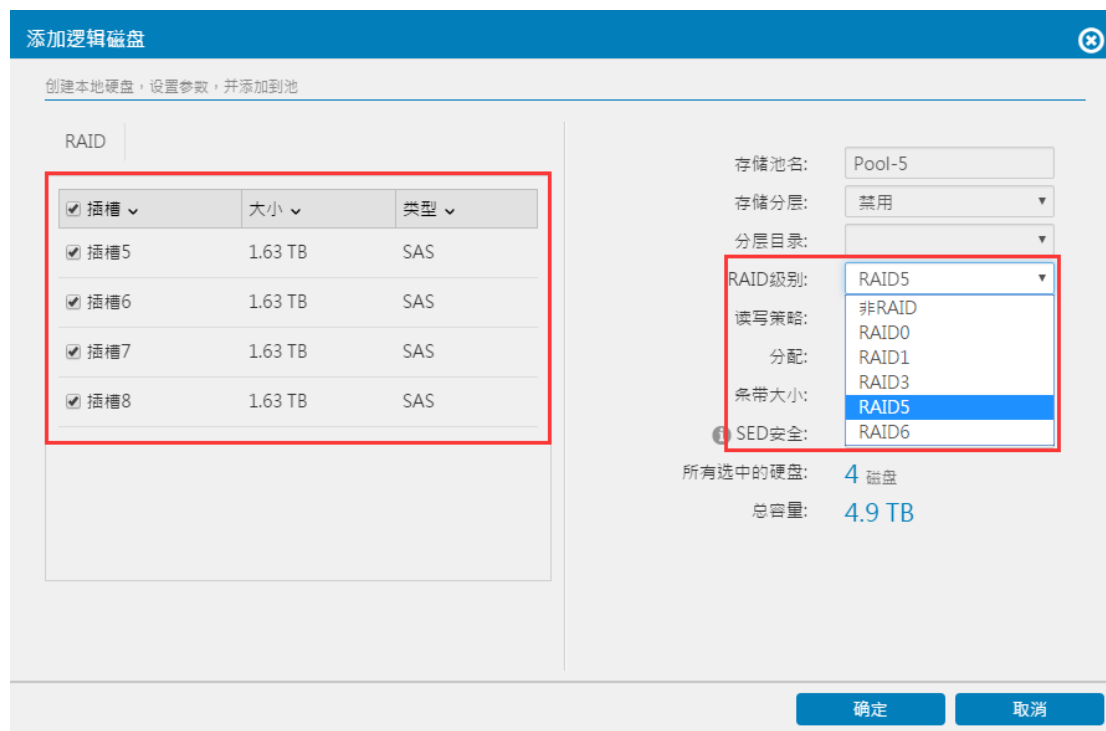 添加逻辑磁盘
创建本地硬盘,设置参数,并添加到池
RAID
插槽 大小 类型
插槽5 1.63 TB SAS
插槽6 1.63 TB SAS
插槽7 1.63 TB SAS
插槽8 1.63 TB SAS
存储池名: Pool-5
存储分层: 禁用
分层目录:
RAID级别: RAID5
读写策略:
分配:
条带大小:
SED安全:
非RAID
RAID0
RAID1
RAID3
RAID5
RAID6
所有选中的硬盘: 4 磁盘
总容量: 4.9 TB
确定 取消